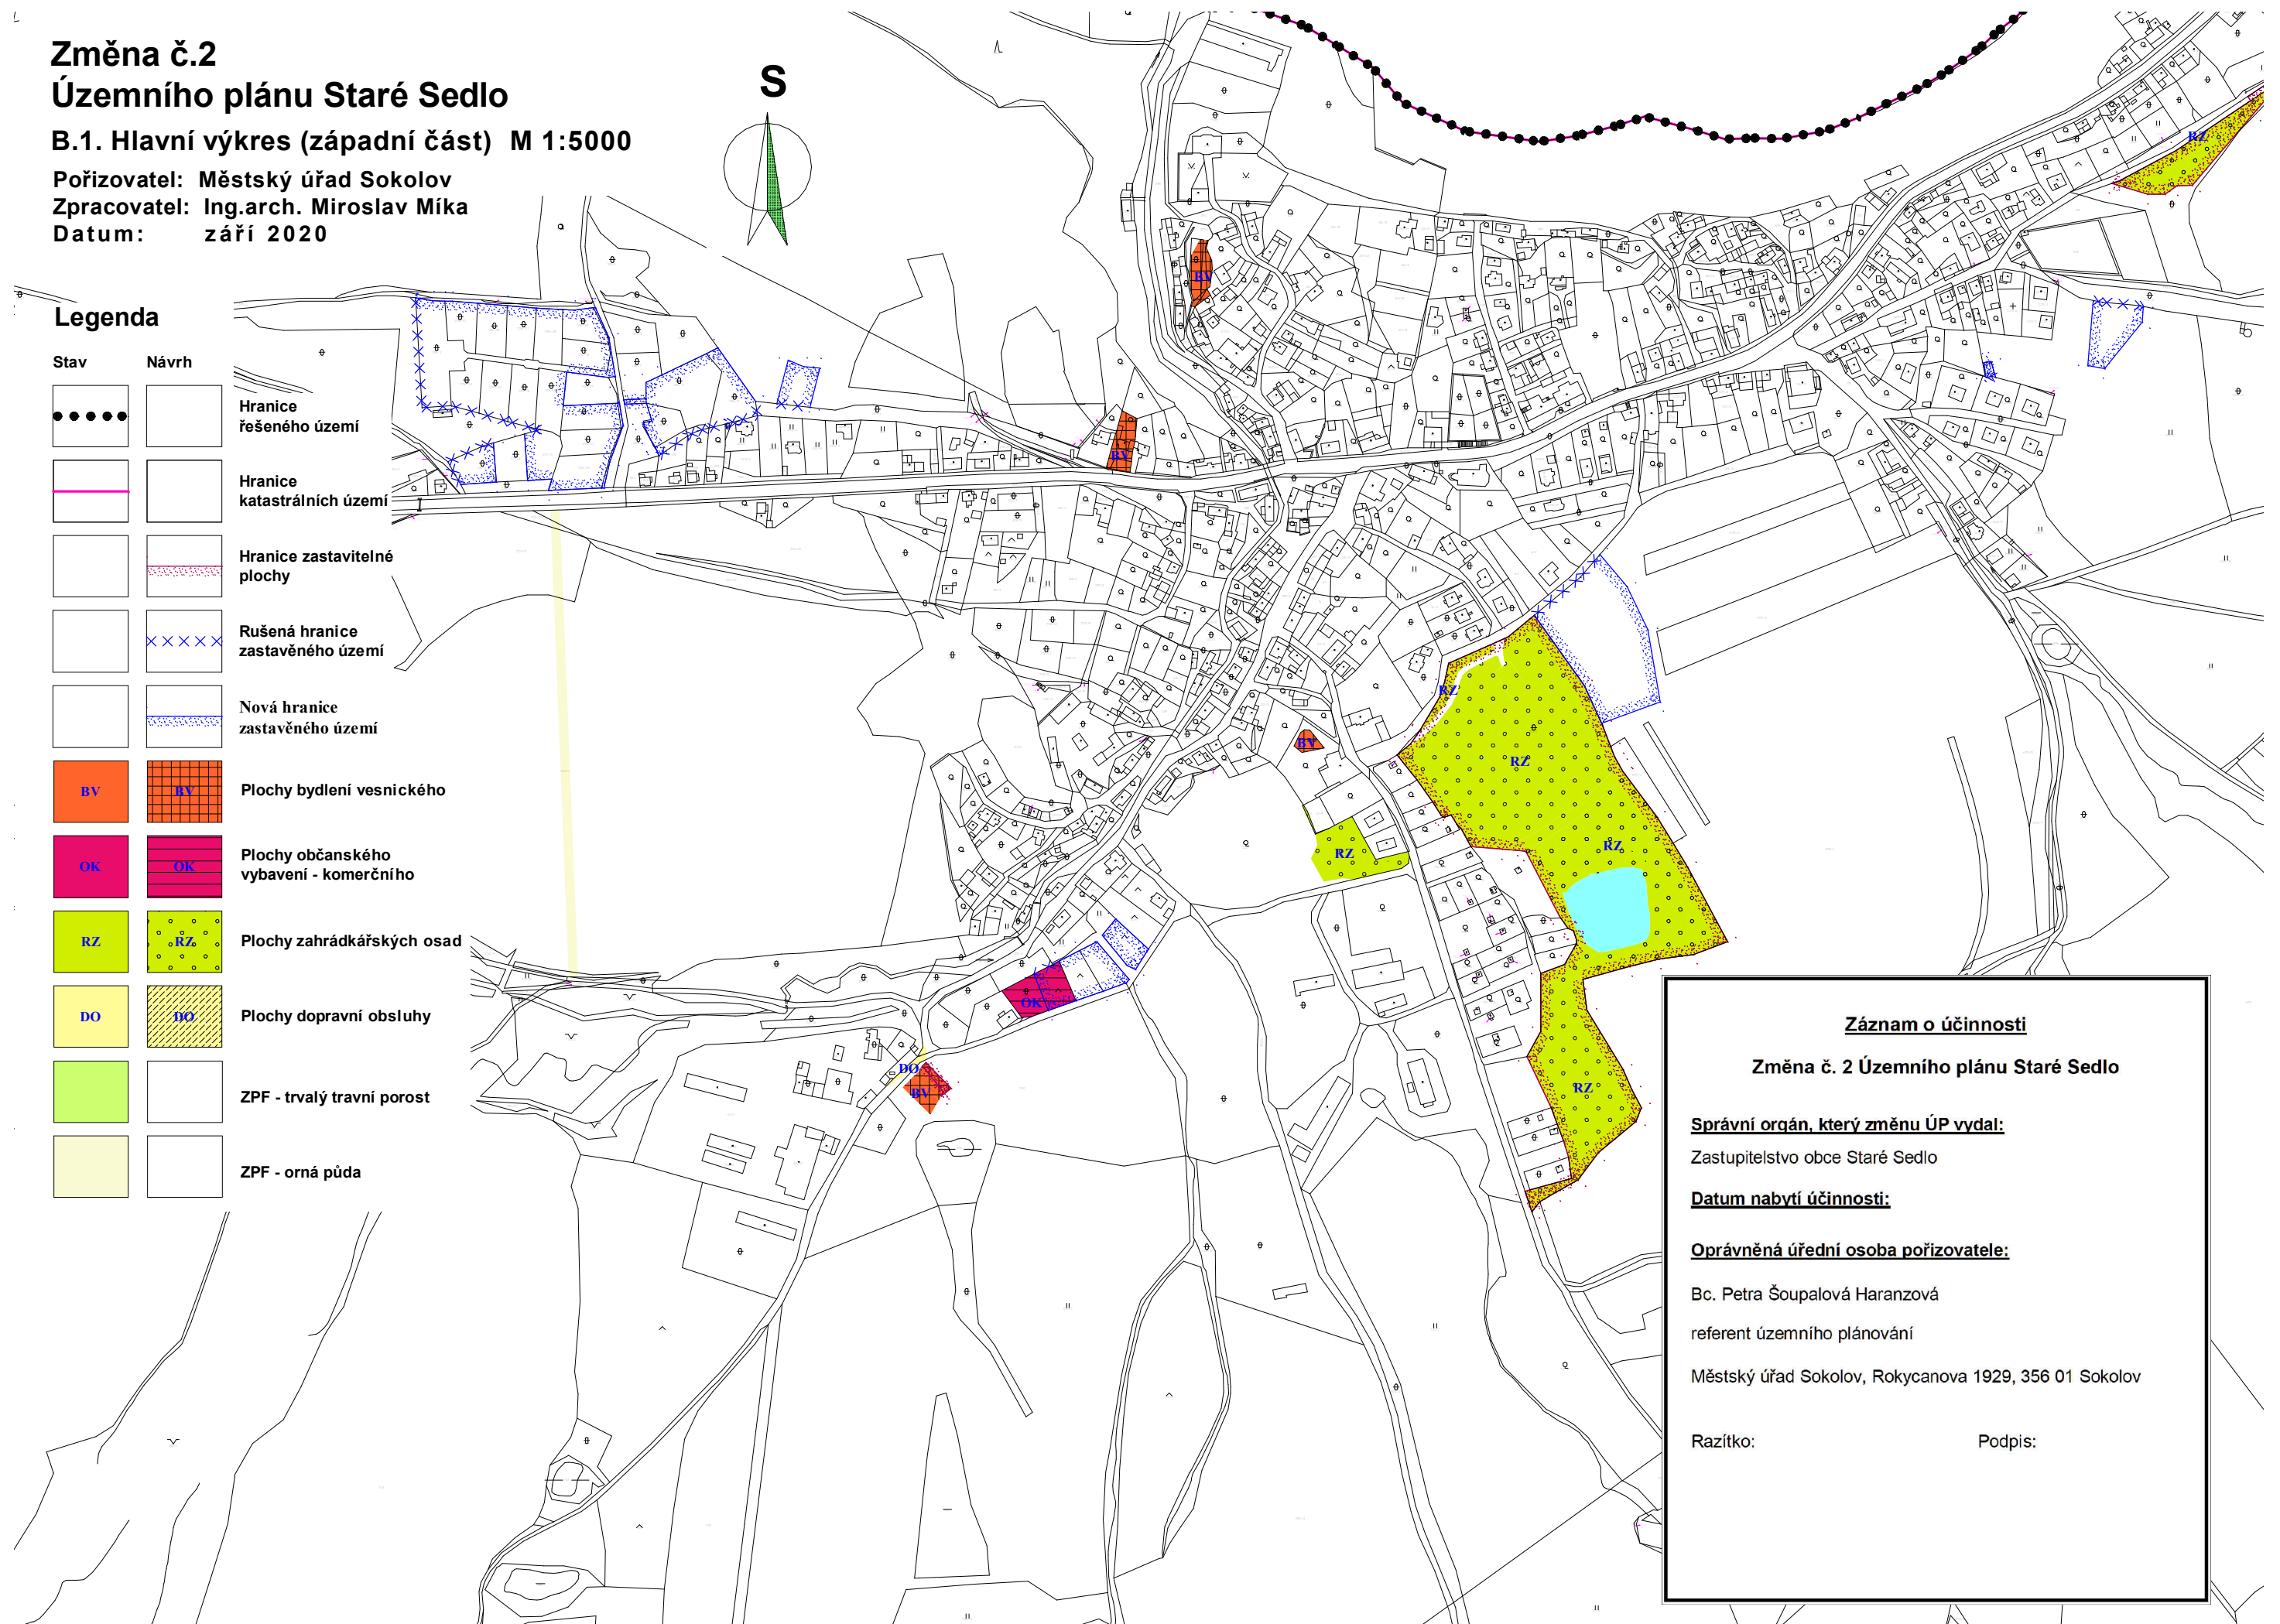 Změna č.2
Územního plánu Staré Sedlo
B.1. Hlavní výkres (západní část) M 1:5000
Pořizovatel: Městský úřad Sokolov
Zpracovatel: Ing.arch. Miroslav Míka
Datum: září 2020
S
Legenda
Stav Návrh
Hranice
řešeného území
Hranice
katastrálních území
Hranice zastavitelné
plochy
Rušená hranice
zastavěného území
Nová hranice
zastavěného území
BV BV Plochy bydlení vesnického
OK OK Plochy občanského
vybavení - komerčního
RZ RZ Plochy zahrádkářských osad
DO DO Plochy dopravní obsluhy
ZPF - trvalý travní porost
ZPF - orná půda
RZ
BV
BV
RZ
BV
RZ
RZ
RZ
OK
DO
BV
RZ
Záznam o účinnosti
Změna č. 2 Územního plánu Staré Sedlo
Správní orgán, který změnu ÚP vydal:
Zastupitelstvo obce Staré Sedlo
Datum nabytí účinnosti:
Oprávněná úřední osoba pořizovatele:
Bc. Petra Šoupalová Haranzová
referent územního plánování
Městský úřad Sokolov, Rokycanova 1929, 356 01 Sokolov
Razítko: Podpis: